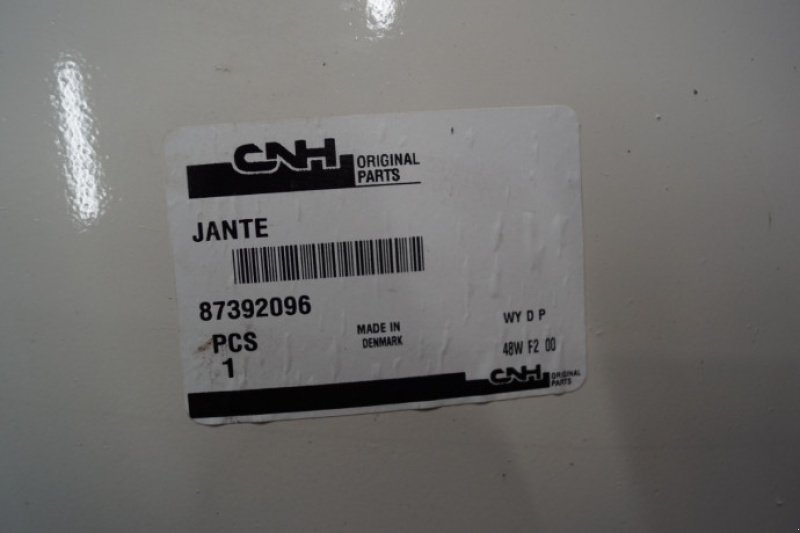 CNH ORIGINAL
PARTS
JANTE
87392096
PCS
1
MADE IN
DENMARK
WY D P
48W F2 00
CNH ORIGINAL
PARTS